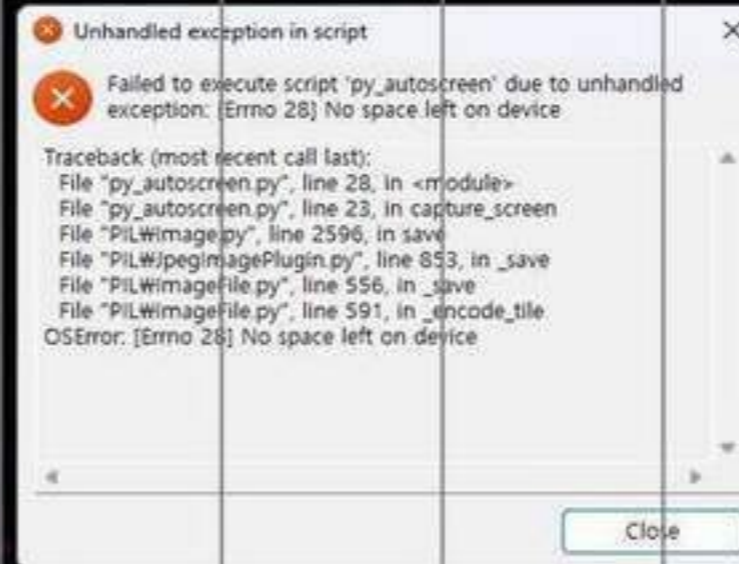 Unhandled exception in script
Failed to execute script 'py_autoscreen' due to unhandled
exception: [Errno 28] No space left on device
Traceback (most recent call last):
File "py_autoscreen.py", line 28, in <module>
File "py_autoscreen.py", line 23, in capture_screen
File "PIL₩Image.py", line 2596, in save
File "PIL₩JpegImagePlugin.py", line 853, in _save
File "PIL₩ImageFile.py", line 556, in _save
File "PIL₩ImageFile.py", line 591, in _encode_tile
OSError: [Errno 28] No space left on device
Close